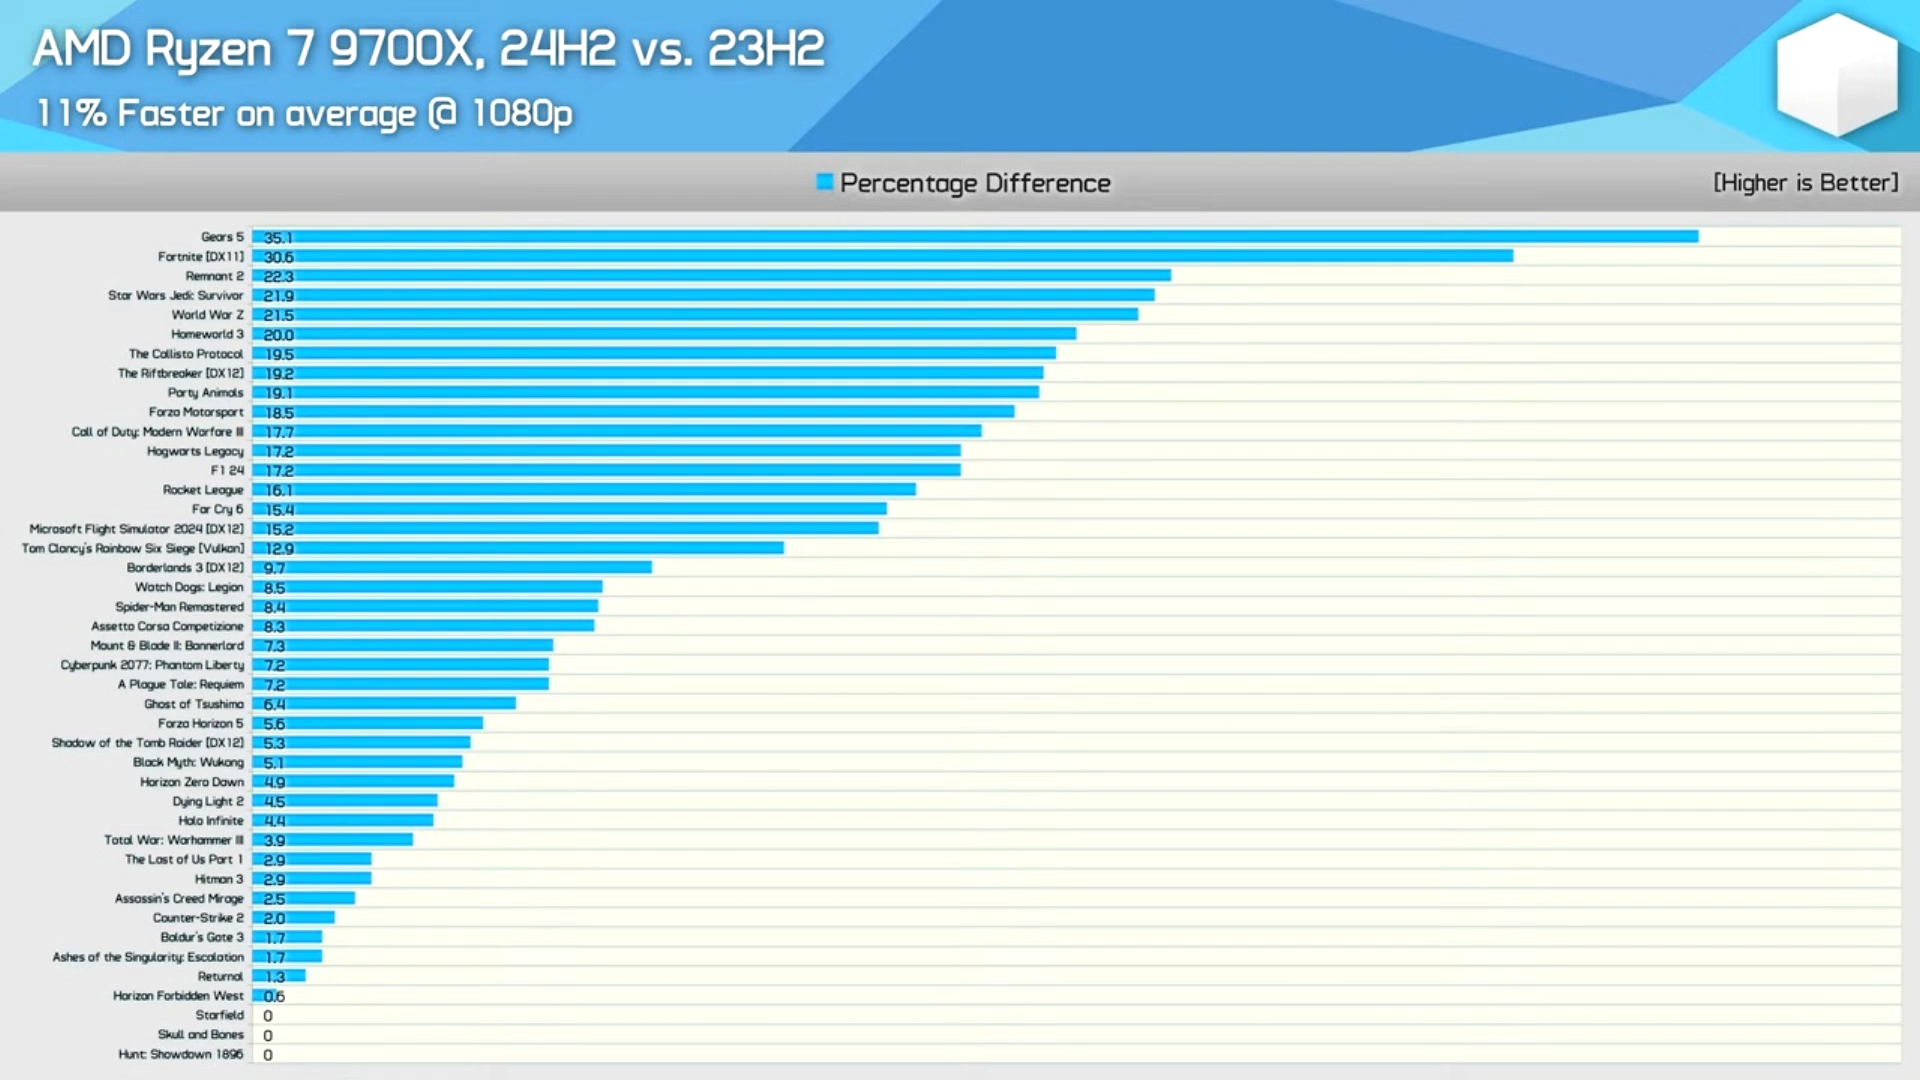 AMD Ryzen 7 9700X, 24H2 vs. 23H2
11% Faster on average @ 1080p
Percentage Difference
[Higher is Better]
Gears 5 35.1
Fortnite [DX11] 30.6
Remnant 2 22.3
Star Wars Jedi: Survivor 21.9
World War Z 21.5
Homeworld 3 20.0
The Callisto Protocol 19.5
The Riftbreaker [DX12] 19.2
Party Animals 19.1
Forza Motorsport 18.5
Call of Duty: Modern Warfare III 17.7
Hogwarts Legacy 17.2
F1 24 17.2
Rocket League 16.1
Far Cry 6 15.4
Microsoft Flight Simulator 2024 [DX12] 15.2
Tom Clancy's Rainbow Six Siege [Vulkan] 12.9
Borderlands 3 [DX12] 9.7
Watch Dogs: Legion 8.5
Spider-Man Remastered 8.4
Assetto Corsa Competizione 8.3
Mount & Blade II: Bannerlord 7.3
Cyberpunk 2077: Phantom Liberty 7.2
A Plague Tale: Requiem 7.2
Ghost of Tsushima 6.4
Forza Horizon 5 5.6
Shadow of the Tomb Raider [DX12] 5.3
Black Myth: Wukong 5.1
Horizon Zero Dawn 4.9
Dying Light 2 4.5
Halo Infinite 4.4
Total War: Warhammer III 3.9
The Last of Us Part 1 2.9
Hitman 3 2.9
Assassin's Creed Mirage 2.5
Counter-Strike 2 2.0
Baldur's Gate 3 1.7
Ashes of the Singularity: Escalation 1.7
Returnal 1.3
Horizon Forbidden West 0.6
Starfield 0
Skull and Bones 0
Hunt: Showdown 1896 0